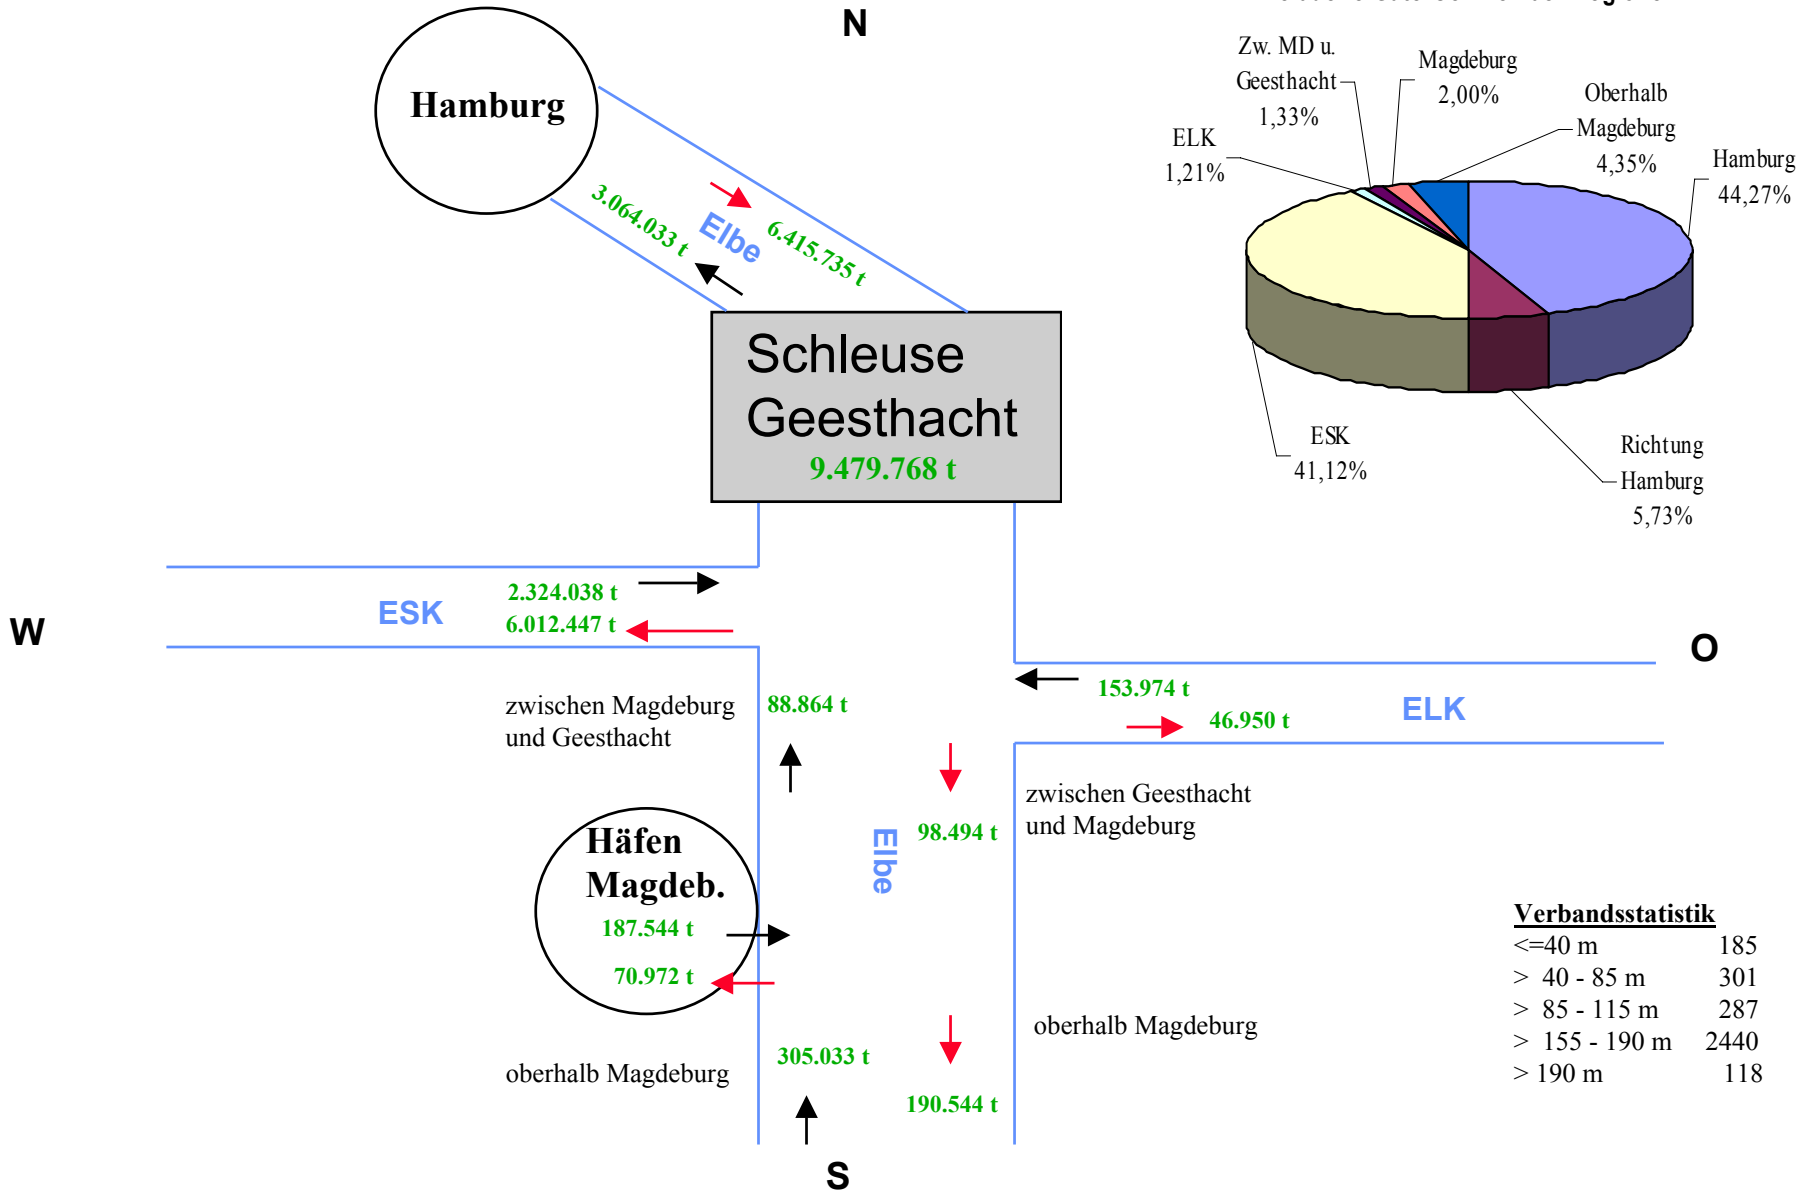 N
Hamburg
3.064.033 t
Elbe
6.415.735 t
Schleuse
Geesthacht
9.479.768 t
Zw. MD u.
Geesthacht
1,33%
Magdeburg
2,00%
Oberhalb
Magdeburg
4,35%
ELK
1,21%
Hamburg
44,27%
ESK
41,12%
Richtung
Hamburg
5,73%
W
ESK
2.324.038 t
6.012.447 t
O
153.974 t
46.950 t
ELK
zwischen Magdeburg
und Geesthacht
88.864 t
zwischen Geesthacht
und Magdeburg
98.494 t
Elbe
Häfen
Magdeb.
187.544 t
70.972 t
oberhalb Magdeburg
305.033 t
oberhalb Magdeburg
190.544 t
S
Verbandsstatistik
<=40 m 185
> 40 - 85 m 301
> 85 - 115 m 287
> 155 - 190 m 2440
> 190 m 118